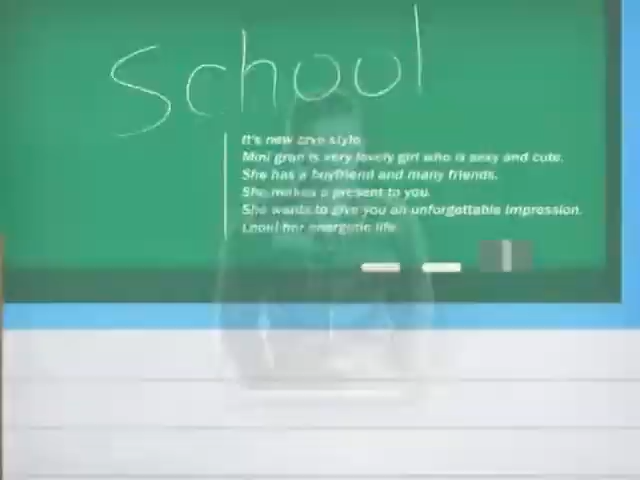 School
It's new style
Mini gran is very lovely girl who is sexy and cute.
She has a boyfriend and many friends.
She makes a present to you.
She wants to give you an unforgettable impression.
Look! her energetic life